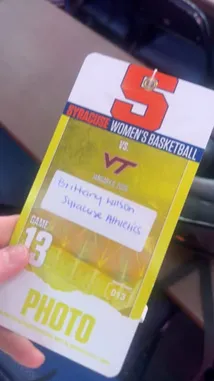 S
SYRACUSE WOMEN'S BASKETBALL
VS.
VT
Brittany Wilson
Syracuse Athletics
GAME
13
013
PHOTO